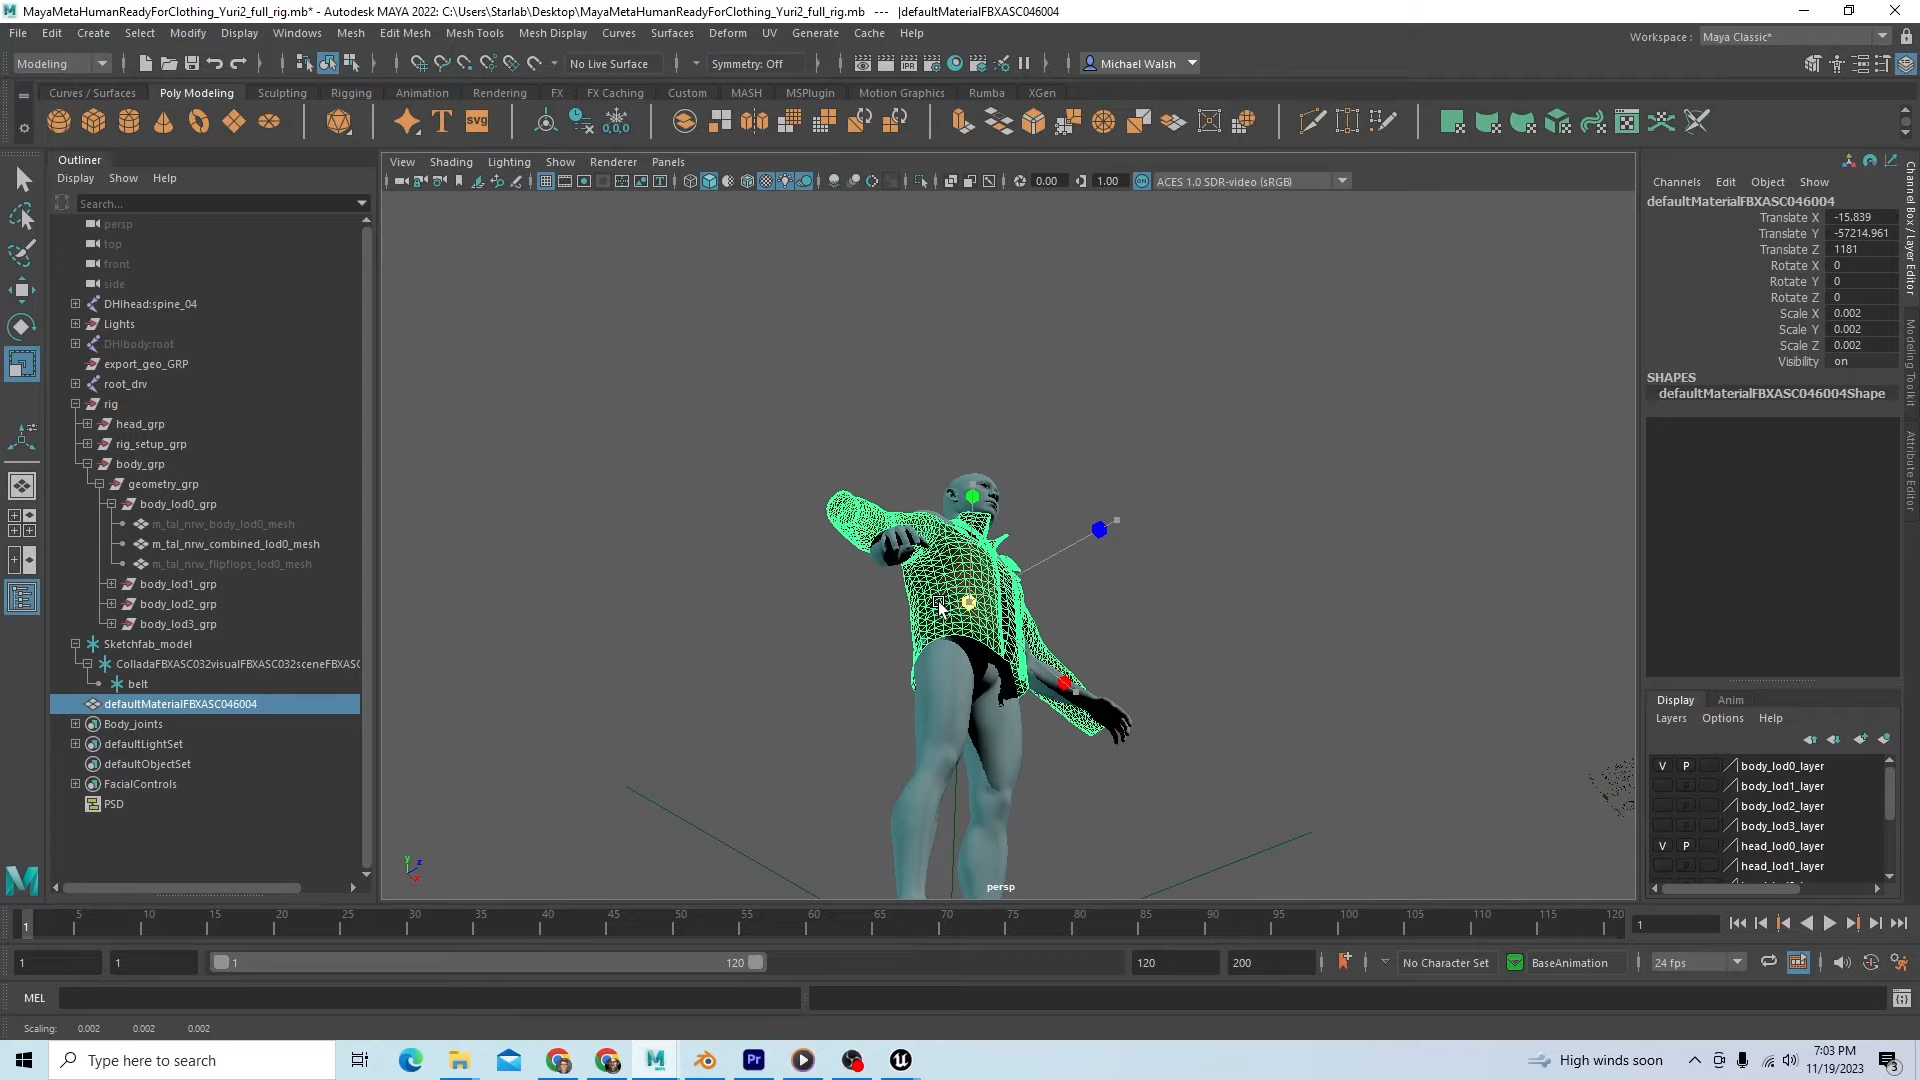 MayaMetaHumanReadyForClothing_Yuri2_full_rig.mb* - Autodesk MAYA 2022: C:\Users\Starlab\Desktop\MayaMetaHumanReadyForClothing_Yuri2_full_rig.mb --- |defaultMaterialFBXASC046004
File Edit Create Select Modify Display Windows Mesh Edit Mesh Mesh Tools Mesh Display Curves Surfaces Deform UV Generate Cache Help
Workspace : Maya Classic*
Modeling No Live Surface Symmetry: Off Michael Walsh
Curves / Surfaces Poly Modeling Sculpting Rigging Animation Rendering FX FX Caching Custom MASH MSPlugin Motion Graphics Rumba XGen
T svg 0,0,0
Outliner
Display Show Help
Search...
persp
top
front
side
DHIhead:spine_04
Lights
DHIbody:root
export_geo_GRP
root_drv
rig
head_grp
rig_setup_grp
body_grp
geometry_grp
body_lod0_grp
m_tal_nrw_body_lod0_mesh
m_tal_nrw_combined_lod0_mesh
m_tal_nrw_flipflops_lod0_mesh
body_lod1_grp
body_lod2_grp
body_lod3_grp
Sketchfab_model
ColladaFBXASC032visualFBXASC032sceneFBXASC
belt
defaultMaterialFBXASC046004
Body_joints
defaultLightSet
defaultObjectSet
FacialControls
PSD
View Shading Lighting Show Renderer Panels
0.00 1.00 ON ACES 1.0 SDR-video (sRGB)
y z x
persp
Channels Edit Object Show
defaultMaterialFBXASC046004
Translate X -15.839
Translate Y -57214.961
Translate Z 1181
Rotate X 0
Rotate Y 0
Rotate Z 0
Scale X 0.002
Scale Y 0.002
Scale Z 0.002
Visibility on
SHAPES
defaultMaterialFBXASC046004Shape
Channel Box / Layer Editor
Modeling Toolkit
Attribute Editor
Display Anim
Layers Options Help
V P body_lod0_layer
P body_lod1_layer
P body_lod2_layer
P body_lod3_layer
V P head_lod0_layer
P head_lod1_layer
5 10 15 20 25 30 35 40 45 50 55 60 65 70 75 80 85 90 95 100 105 110 115 120
1 1
1 1 1 120 120 200 No Character Set BaseAnimation 24 fps
MEL
Scaling: 0.002 0.002 0.002
Type here to search
High winds soon
7:03 PM
11/19/2023
3